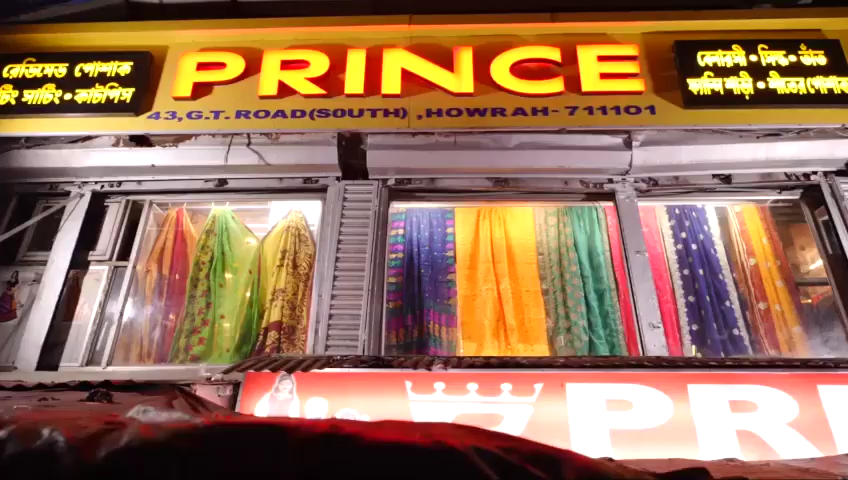 রেডিমেড পোশাক
টিং সার্টিং • কাটপিস
PRINCE
43,G.T. ROAD(SOUTH) ,HOWRAH- 711101
বেনারসী • সিল্ক • তাঁত
ফ্যান্সি শাড়ী • শীতের পোশাক
PRI